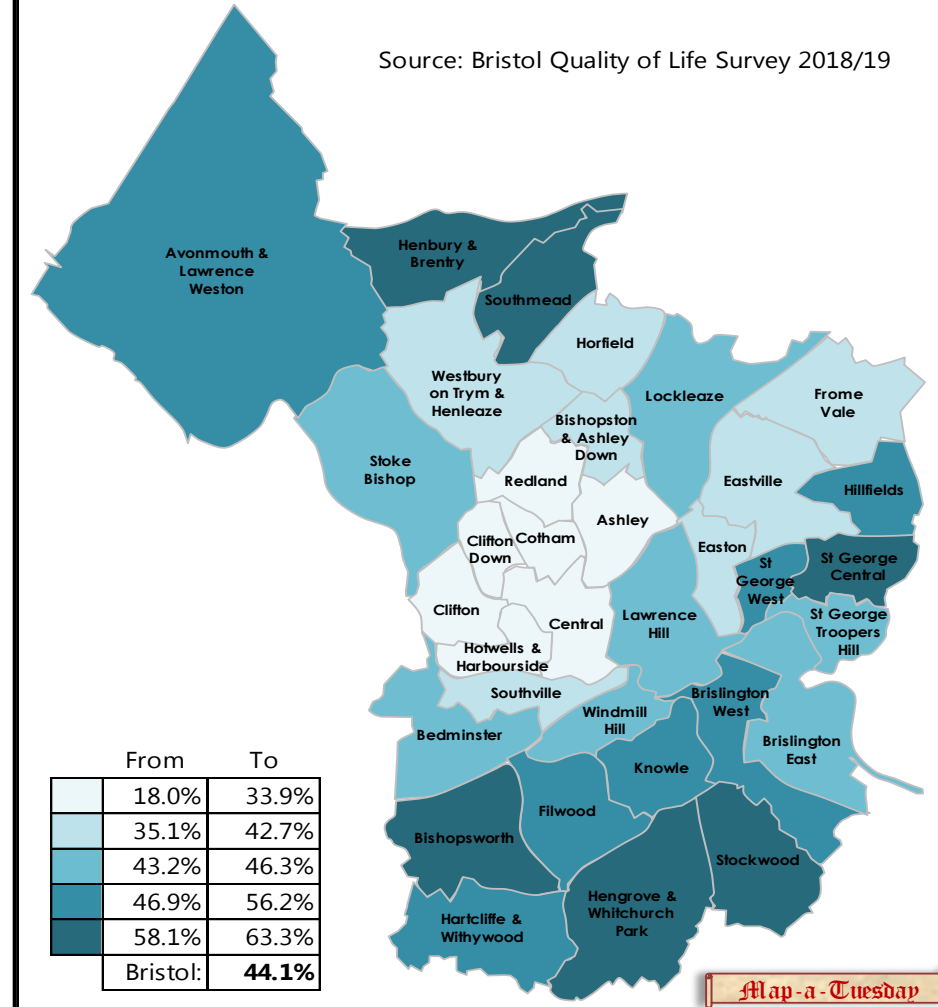 Source: Bristol Quality of Life Survey 2018/19
Avonmouth &
Lawrence
Weston
Henbury &
Brentry
Southmead
Horfield
Westbury
on Trym &
Henleaze
Lockleaze
Frome
Vale
Bishopston
& Ashley
Down
Stoke
Bishop
Redland
Eastville
Hillfields
Ashley
Clifton
Down
Cotham
Easton
St
George
West
St George
Central
Clifton
Central
Lawrence
Hill
St George
Troopers
Hill
Hotwells &
Harbourside
Southville
Brislington
West
Windmill
Hill
Bedminster
Brislington
East
Knowle
Filwood
Bishopsworth
Stockwood
Hengrove &
Whitchurch
Park
Hartcliffe &
Withywood
From To
18.0% 33.9%
35.1% 42.7%
43.2% 46.3%
46.9% 56.2%
58.1% 63.3%
Bristol: 44.1%
Map-a-Tuesday